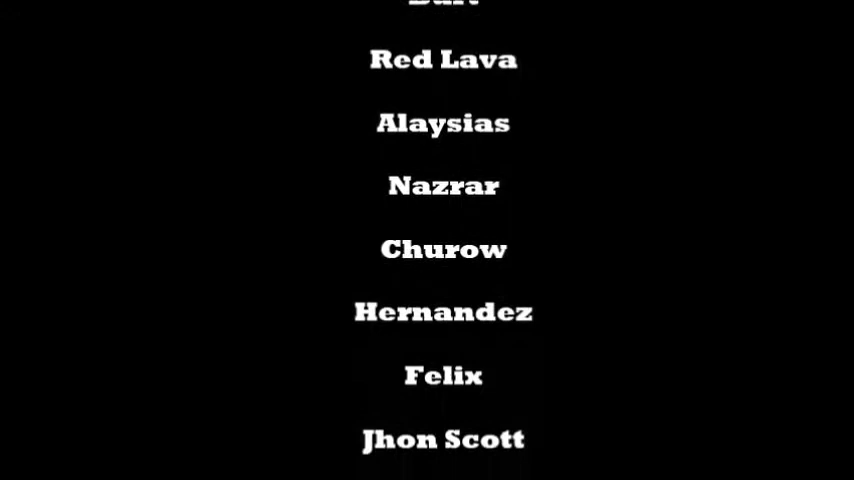 Red Lava
Alaysias
Nazrar
Churow
Hernandez
Felix
Jhon Scott